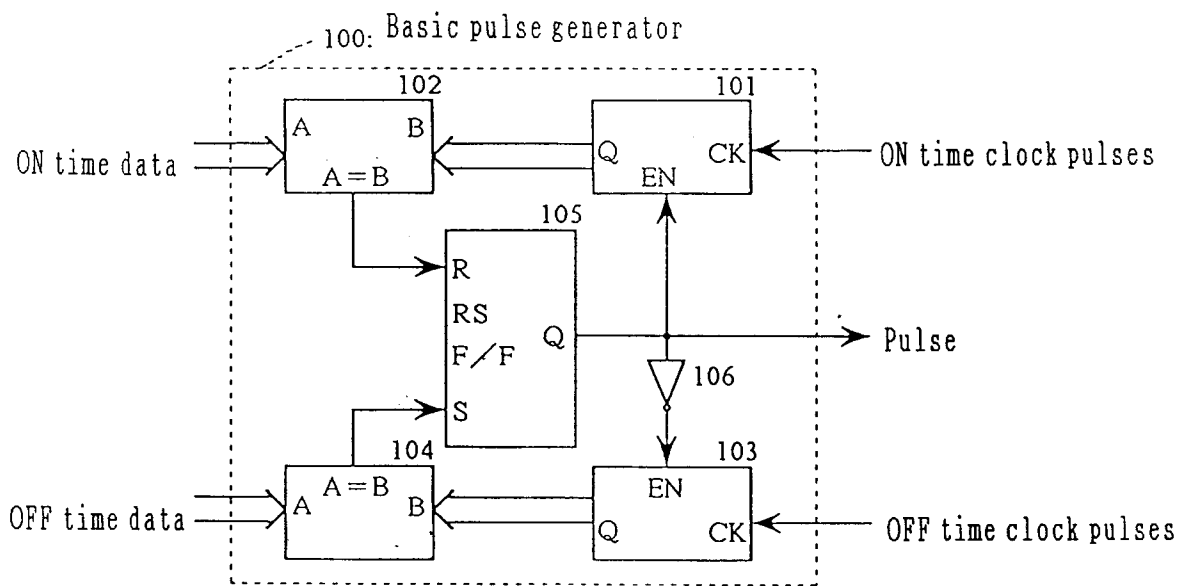 100: Basic pulse generator
102
101
A
B
A=B
Q
CK
EN
ON time data
ON time clock pulses
105
R
RS
F/F
Q
S
Pulse
106
104
103
A=B
A
B
EN
Q
CK
OFF time data
OFF time clock pulses